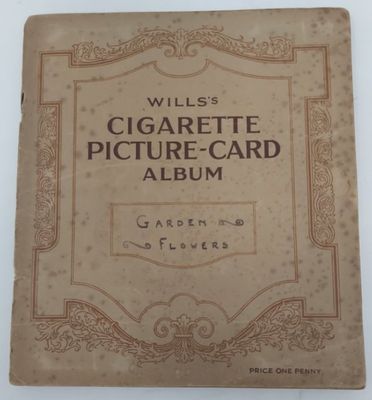 WILLS'S
CIGARETTE
PICTURE-CARD
ALBUM
GARDEN
FLOWERS
PRICE ONE PENNY